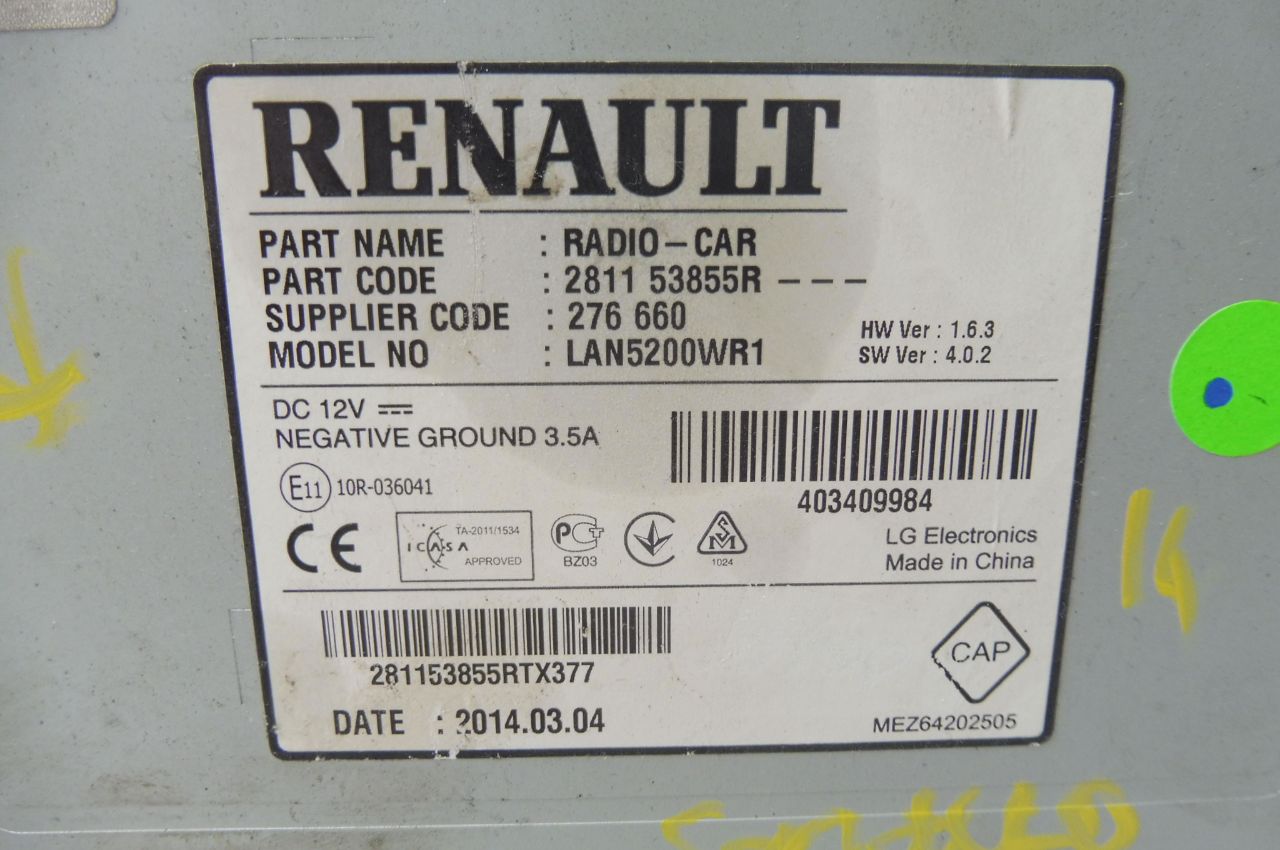 RENAULT
PART NAME : RADIO-CAR
PART CODE : 2811 53855R - - -
SUPPLIER CODE : 276 660
MODEL NO : LAN5200WR1
HW Ver : 1.6.3
SW Ver : 4.0.2
DC 12V
NEGATIVE GROUND 3.5A
E11 10R-036041
403409984
CE
TA-2011/1534
ICASA
APPROVED
РСТ
BZ03
SM
1024
LG Electronics
Made in China
281153855RTX377
CAP
DATE : 2014.03.04
MEZ64202505